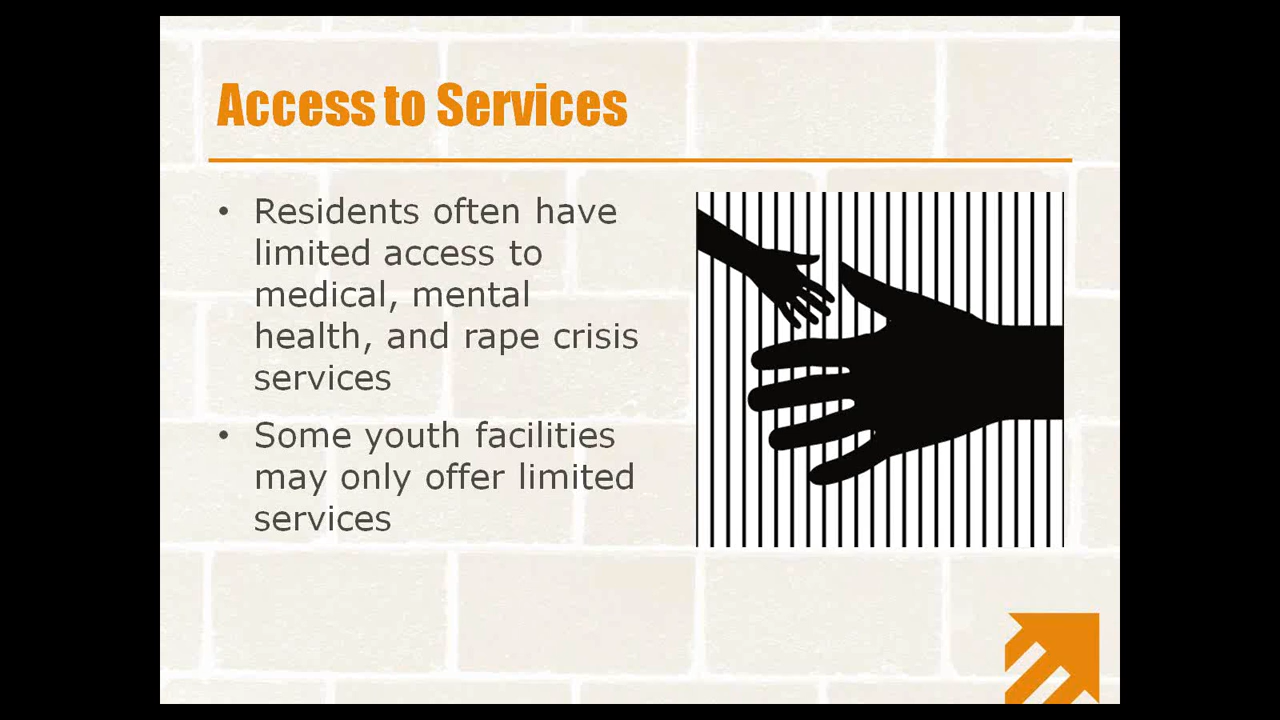 Access to Services
• Residents often have
limited access to
medical, mental
health, and rape crisis
services
• Some youth facilities
may only offer limited
services